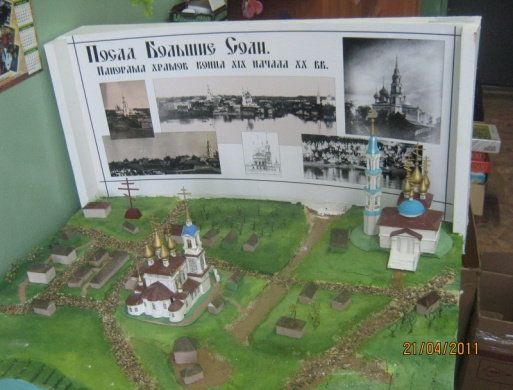 Посад Большие Соли.
Панорама храмов конца XIX начала XX вв.
21/04/2011